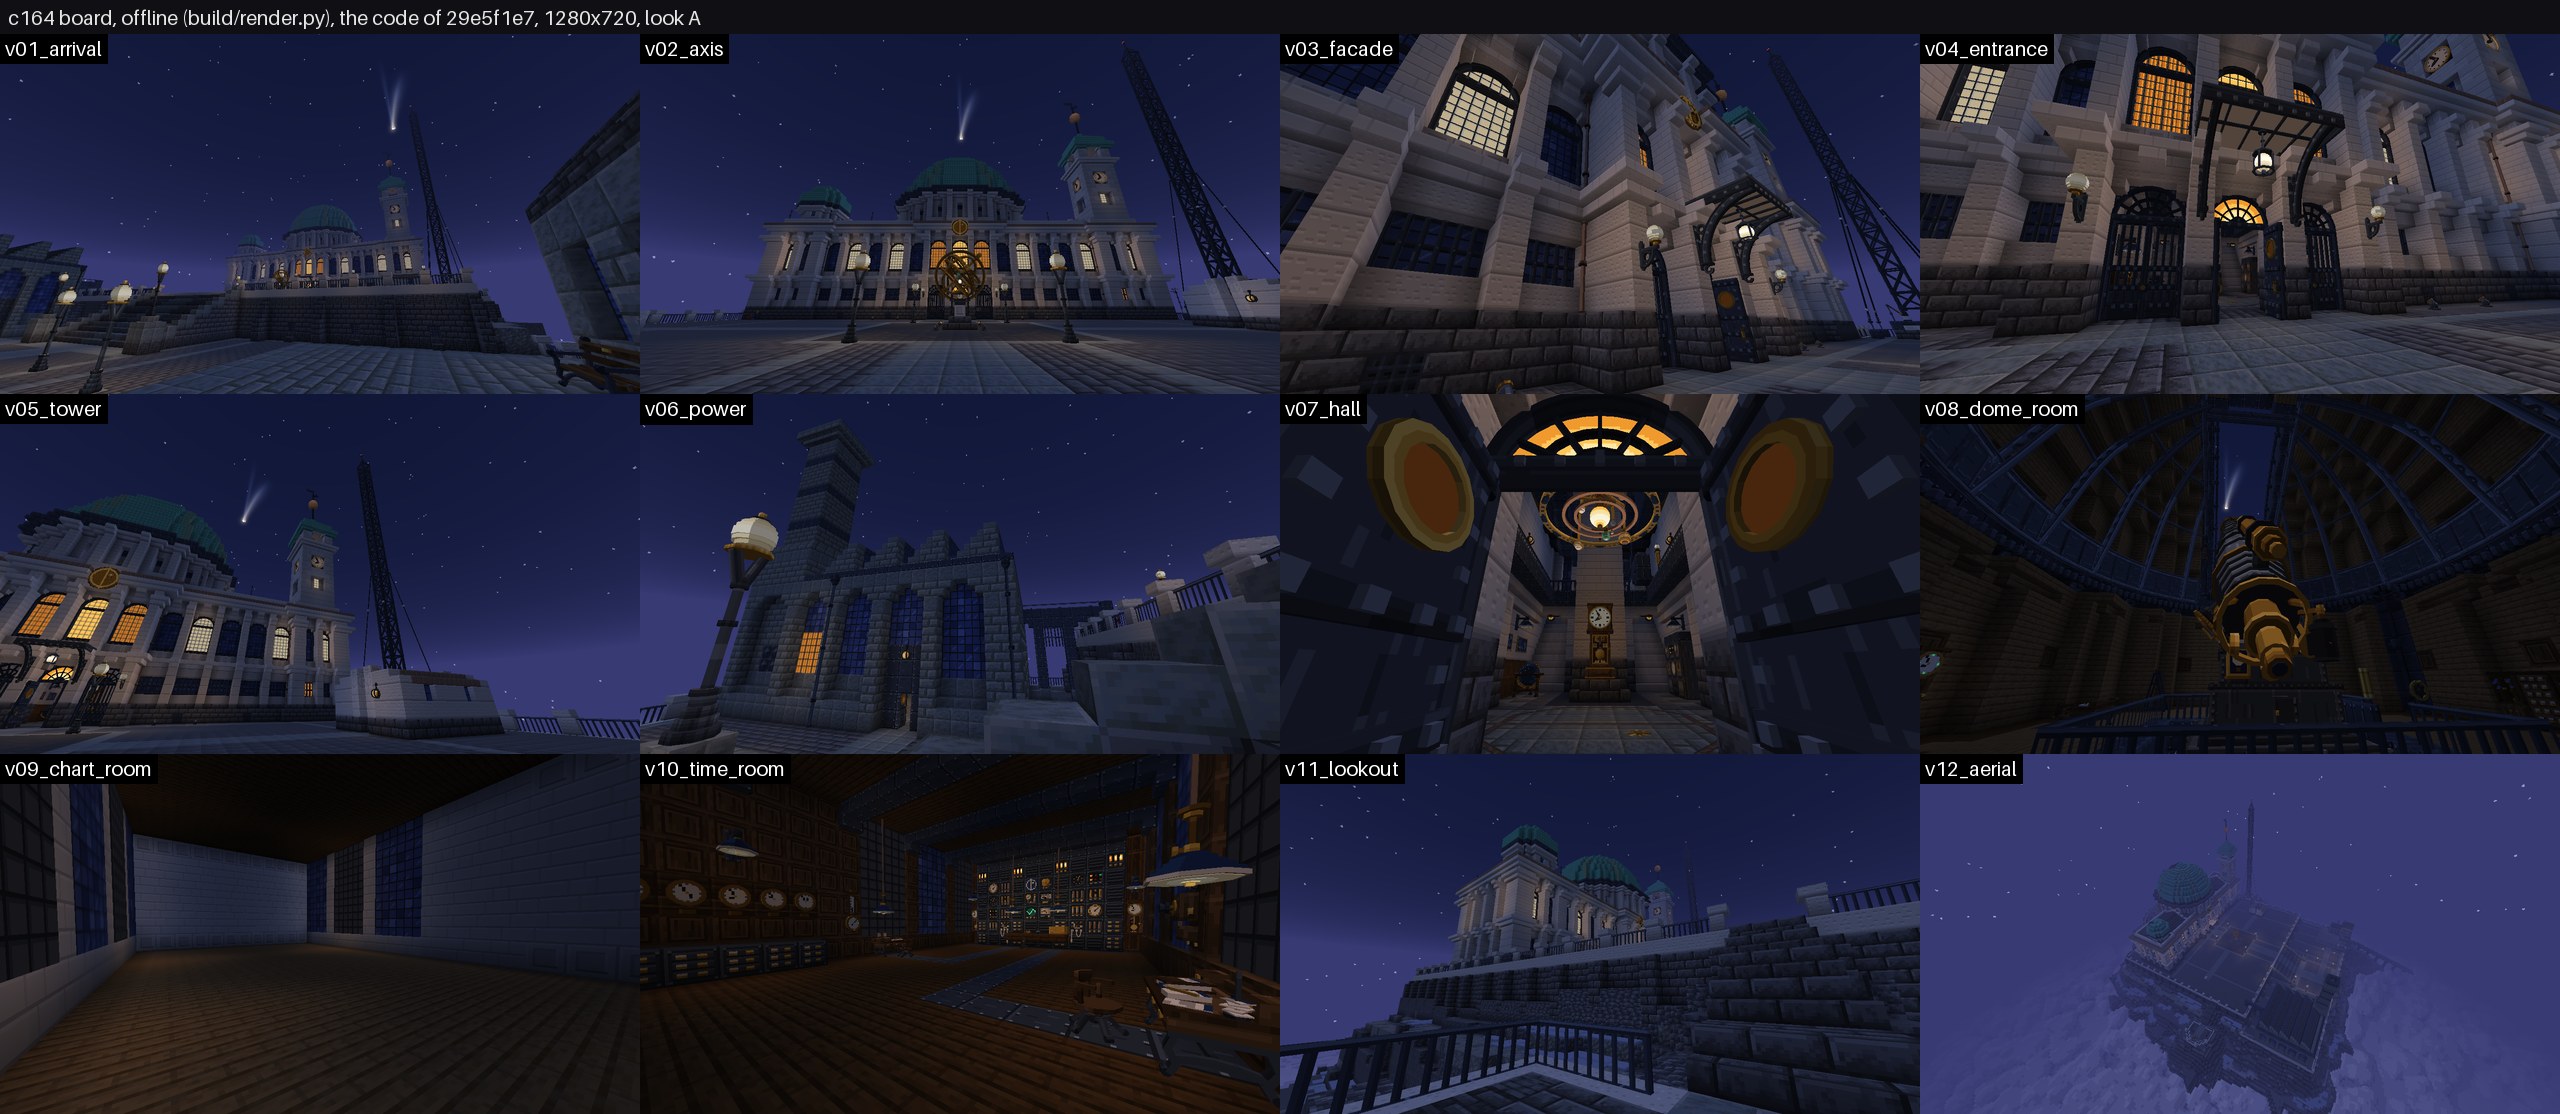 c164 board, offline (build/render.py), the code of 29e5f1e7, 1280x720, look A
v01_arrival
v02_axis
v03_facade
v04_entrance
v05_tower
v06_power
v07_hall
v08_dome_room
v09_chart_room
v10_time_room
v11_lookout
v12_aerial